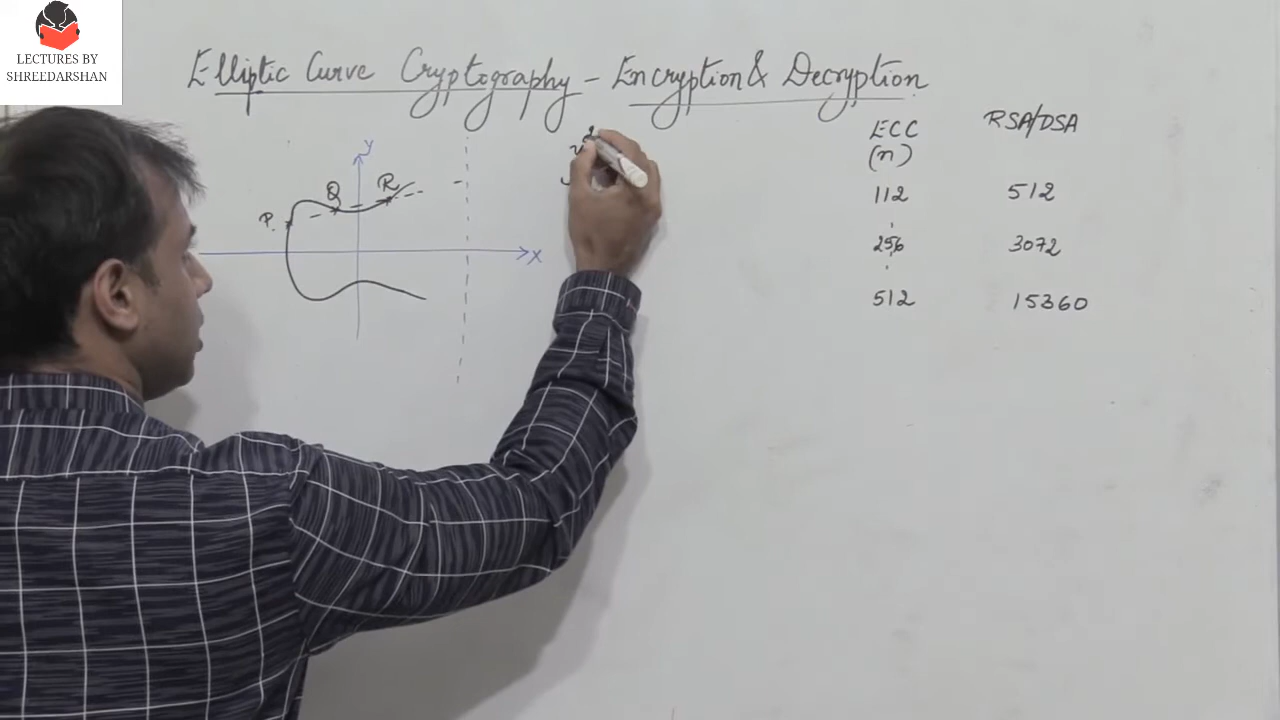 LECTURES BY
SHREEDARSHAN
Elliptic Curve Cryptography - Encryption & Decryption
ECC RSA/DSA
(n)
112 512
256 3072
512 15360
y
P. Q R
X